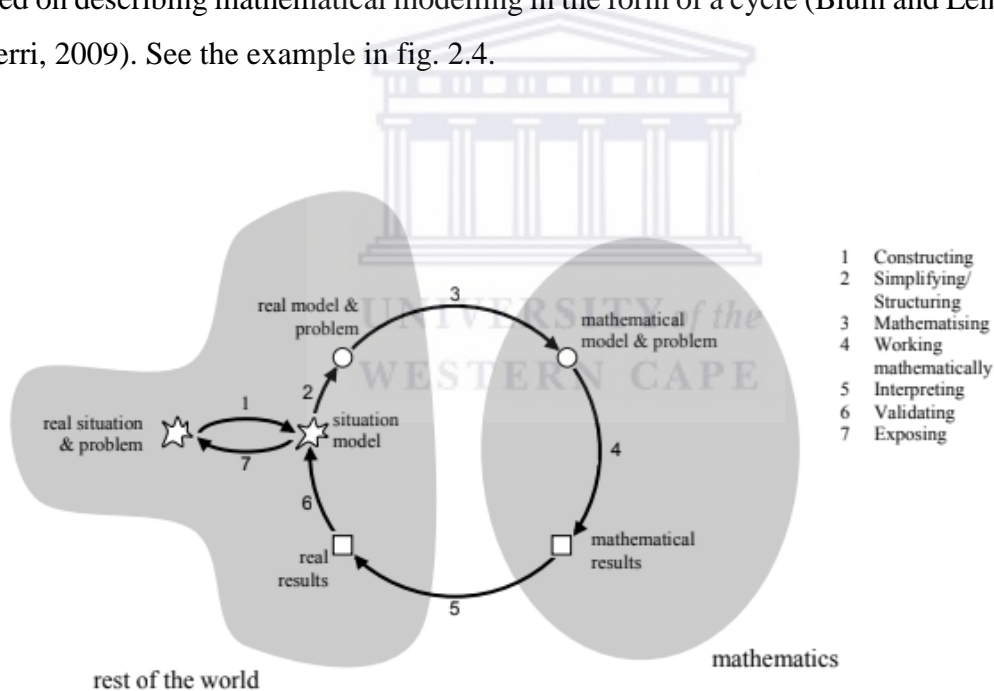 ed on describing mathematical modelling in the form of a cycle (Blum and Lei
erri, 2009). See the example in fig. 2.4.
UNIVERSITY of the
WESTERN CAPE
real model &
problem
3
mathematical
model & problem
1
2
real situation
& problem
situation
model
7
4
6
real
results
mathematical
results
5
rest of the world
mathematics
1 Constructing
2 Simplifying/
Structuring
3 Mathematising
4 Working
mathematically
5 Interpreting
6 Validating
7 Exposing